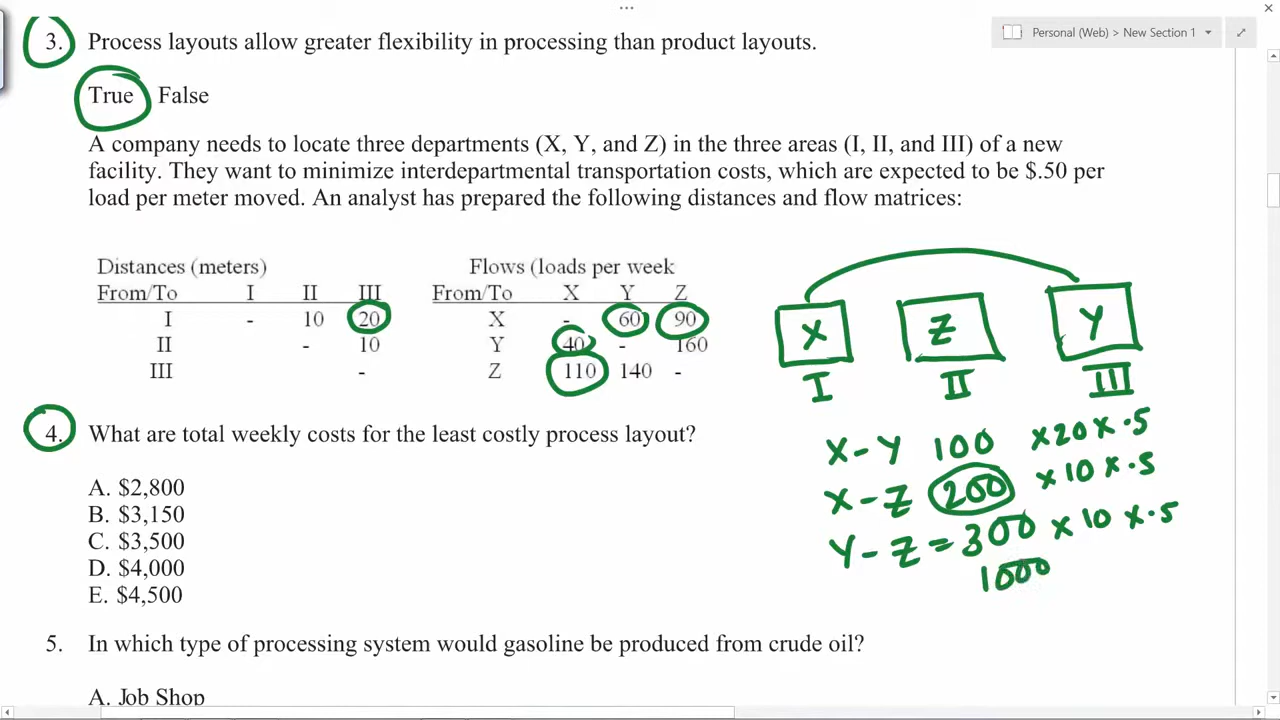 Personal (Web) > New Section 1
3. Process layouts allow greater flexibility in processing than product layouts.
True False
A company needs to locate three departments (X, Y, and Z) in the three areas (I, II, and III) of a new
facility. They want to minimize interdepartmental transportation costs, which are expected to be $.50 per
load per meter moved. An analyst has prepared the following distances and flow matrices:
Distances (meters)
From/To I II III
I - 10 20
II - 10
III -
Flows (loads per week
From/To X Y Z
X - 60 90
Y 40 - 160
Z 110 140 -
X Z Y
I II III
X-Y 100 x20x.5
X-Z 200 x10x.5
Y-Z=300 x10x.5
1000
4. What are total weekly costs for the least costly process layout?
A. $2,800
B. $3,150
C. $3,500
D. $4,000
E. $4,500
5. In which type of processing system would gasoline be produced from crude oil?
A. Job Shop